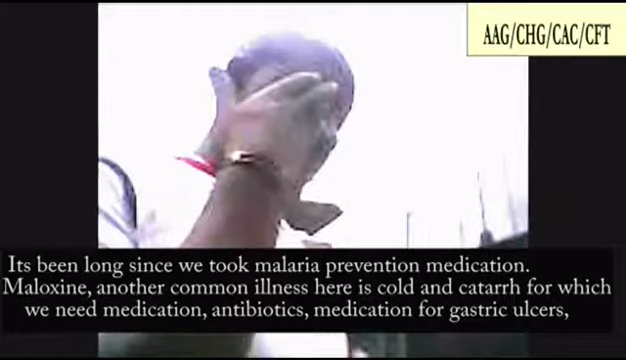 AAG/CHG/CAC/CFT
Its been long since we took malaria prevention medication.
Maloxine, another common illness here is cold and catarrh for which
we need medication, antibiotics, medication for gastric ulcers,